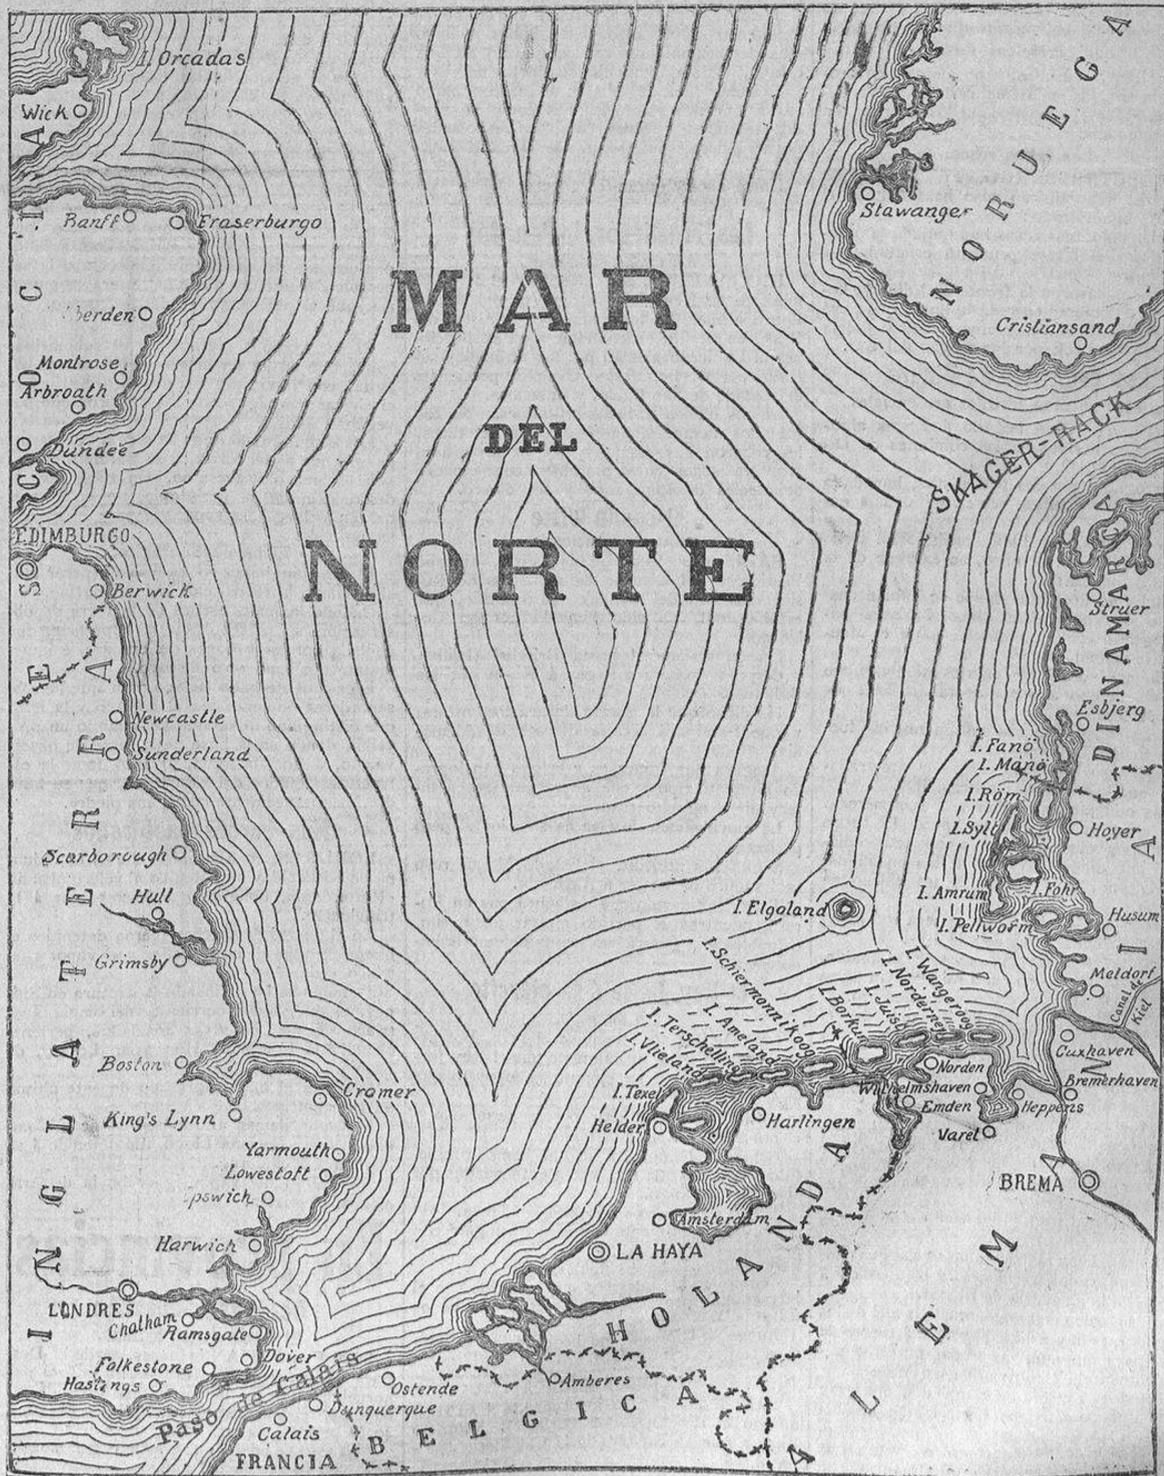 I. Orcadas
Wick
Banff
Fraserburgo
Stawanger
NORUEGA
Cristiansand
MAR
DEL
NORTE
SKAGER-RACK
berden
Montrose
Arbroath
Dundee
EDIMBURGO
Berwick
Newcastle
Sunderland
Scarborough
Hull
Grimsby
Boston
King's Lynn
Cromer
Yarmouth
Lowestoft
pswich
Harwich
LONDRES
Chatham
Ramsgate
Dover
Folkestone
Hastings
INGLATERRA
Paso de Calais
Calais
Dunquerque
Ostende
FRANCIA
BELGICA
Amberes
HOLANDA
LA HAYA
Amsterdam
Helder
Harlingen
I. Texel
I. Vlieland
I. Terschelling
I. Ameland
I. Schiermonnikoog
I. Borkum
I. Juist
I. Norderney
I. Wangeroog
I. Elgoland
Norden
Wilhelmshaven
Emden
Varel
Heppens
Bremerhaven
Cuxhaven
BREMA
Canal de
Kiel
Meldorf
Husum
I. Pellworm
I. Amrum
I. Fohr
I. Sylt
I. Röm
I. Manö
I. Fanö
Hoyer
Esbjerg
Struer
DINAMARCA
ALEMANIA